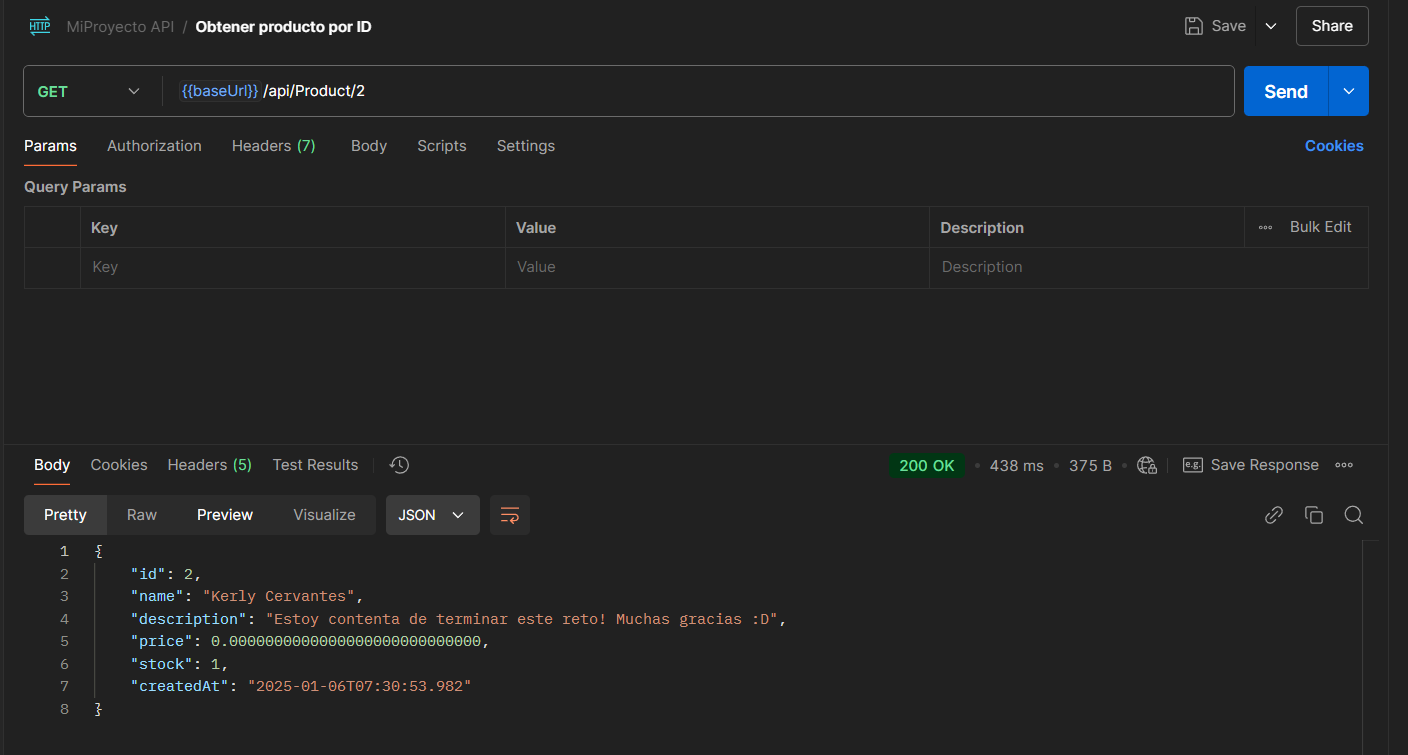 HTTP MiProyecto API / Obtener producto por ID Save Share
GET {{baseUrl}} /api/Product/2 Send
Params Authorization Headers (7) Body Scripts Settings Cookies
Query Params
Key Value Description Bulk Edit
Key Value Description
Body Cookies Headers (5) Test Results 200 OK 438 ms 375 B e.g. Save Response
Pretty Raw Preview Visualize JSON
1 {
2 "id": 2,
3 "name": "Kerly Cervantes",
4 "description": "Estoy contenta de terminar este reto! Muchas gracias :D",
5 "price": 0.0000000000000000000000000000,
6 "stock": 1,
7 "createdAt": "2025-01-06T07:30:53.982"
8 }